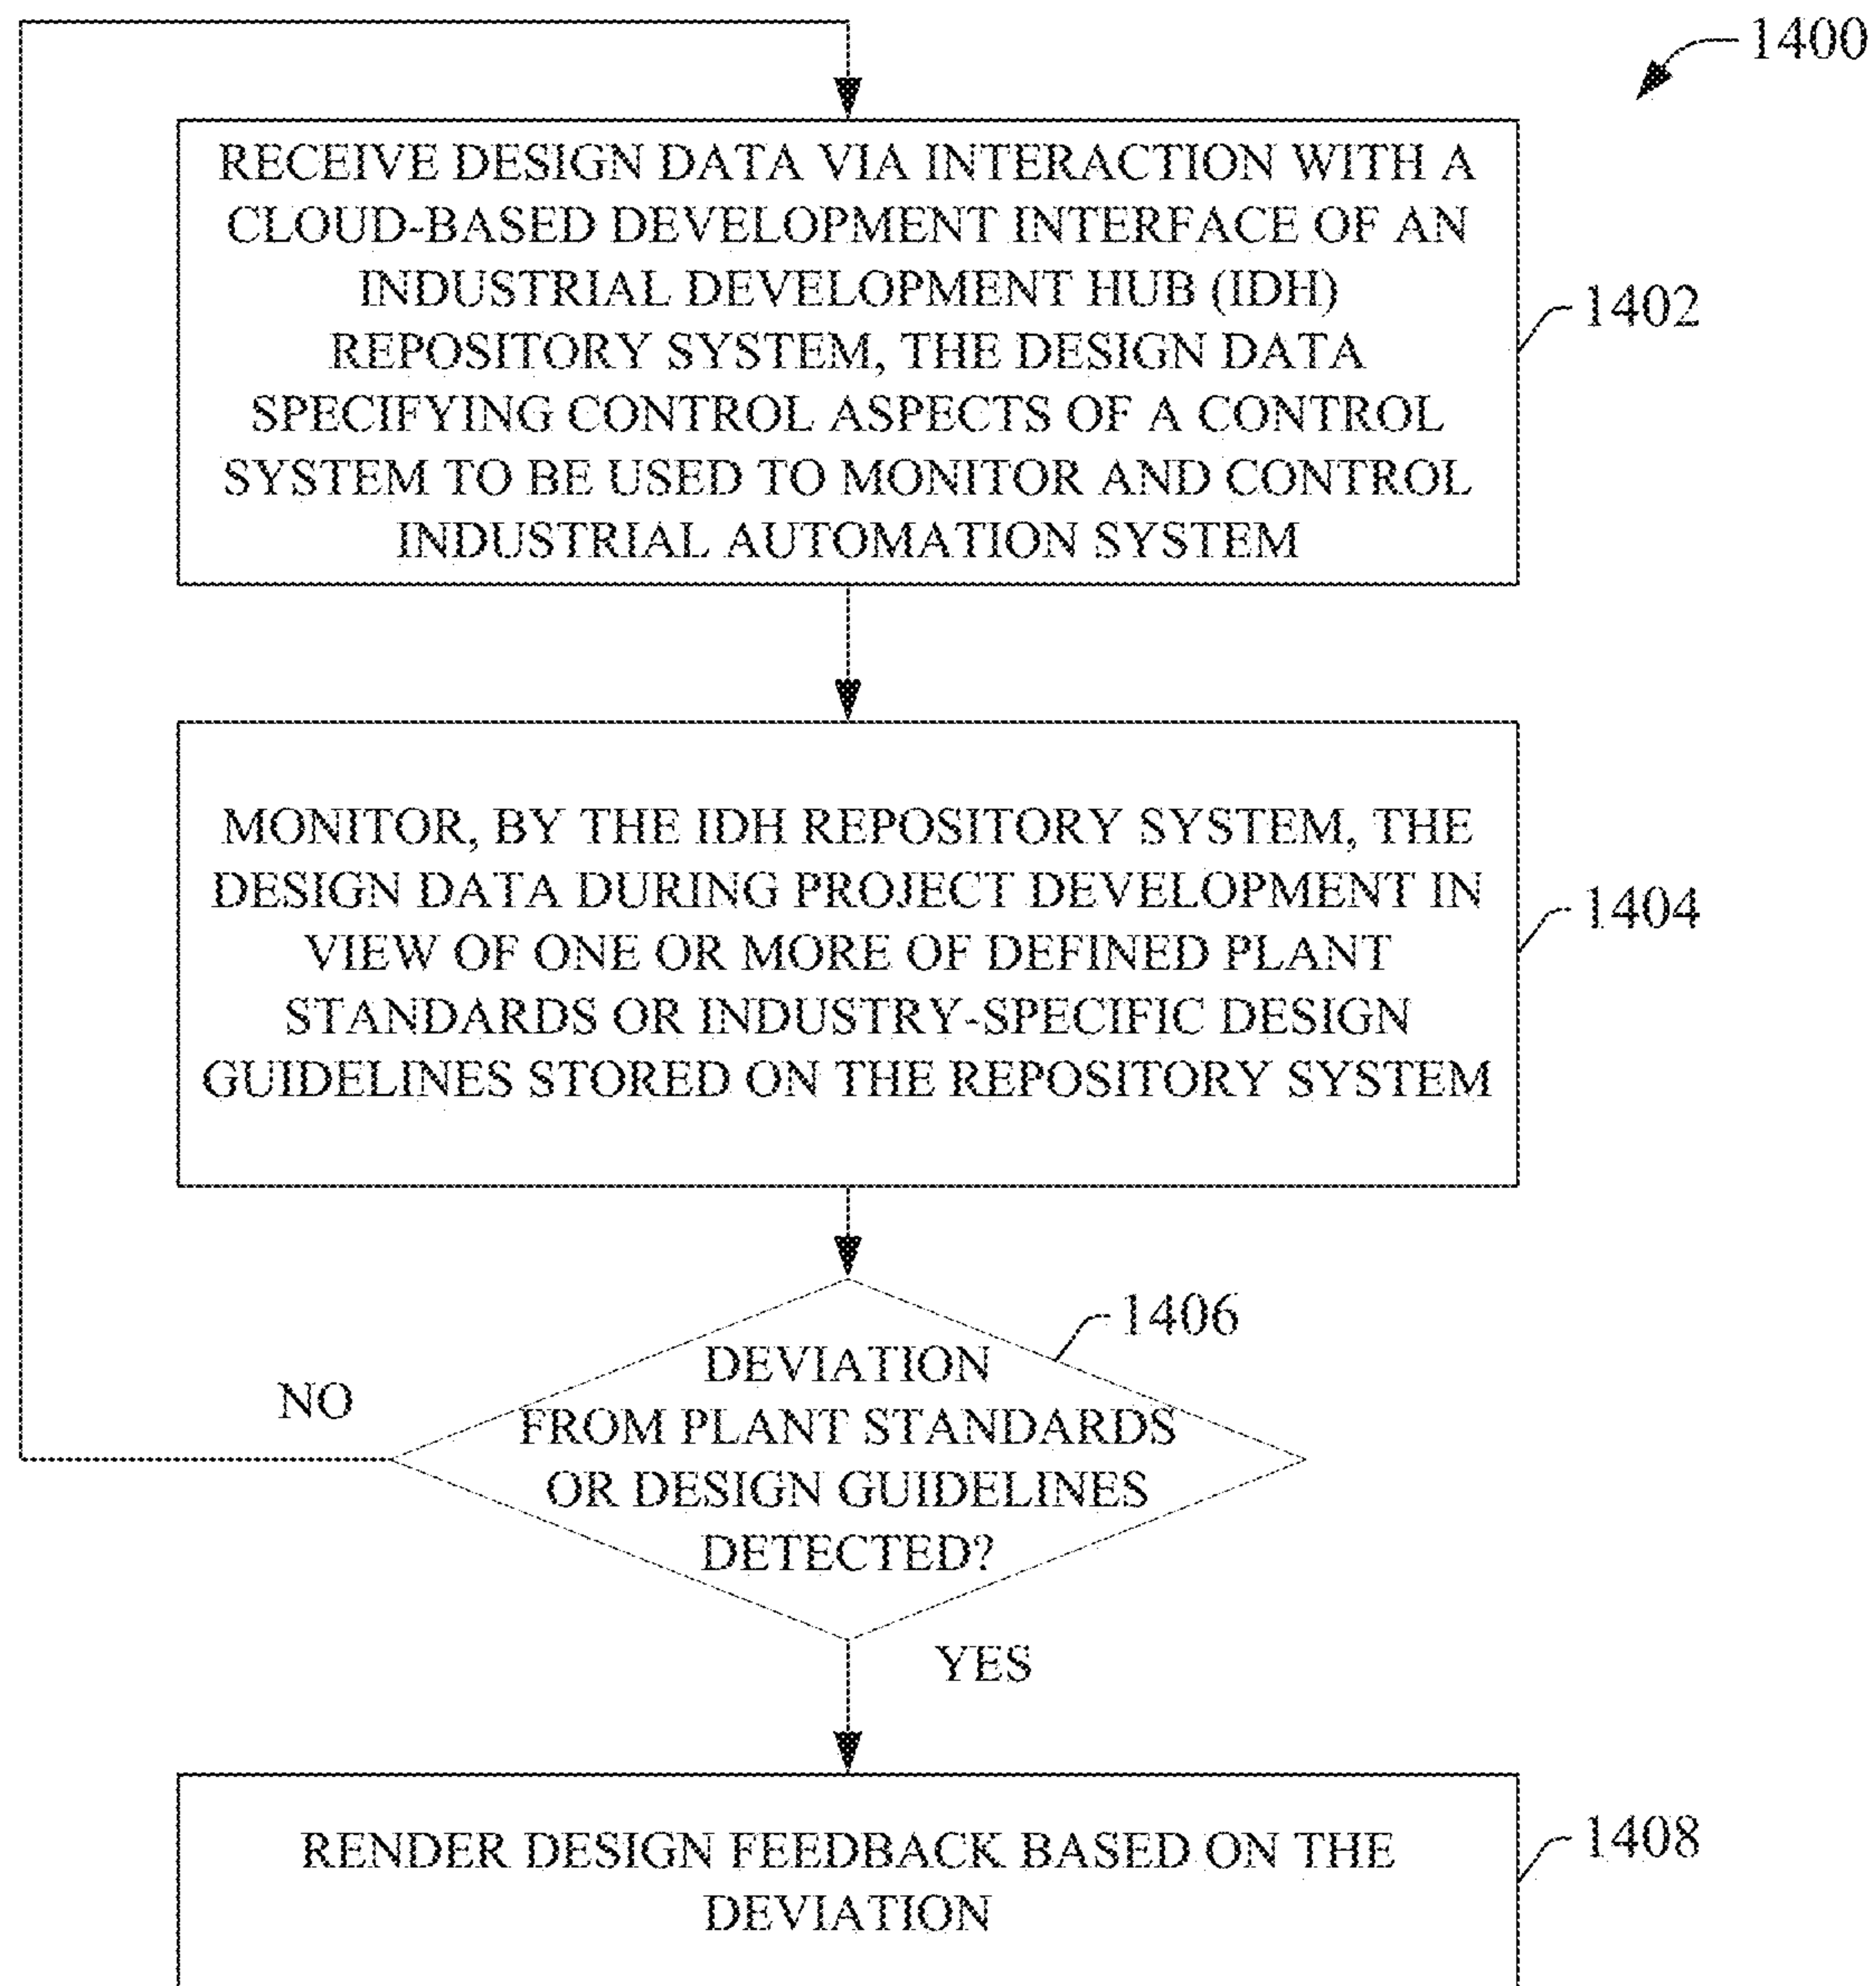 1400
RECEIVE DESIGN DATA VIA INTERACTION WITH A
CLOUD-BASED DEVELOPMENT INTERFACE OF AN
INDUSTRIAL DEVELOPMENT HUB (IDH)
REPOSITORY SYSTEM, THE DESIGN DATA
SPECIFYING CONTROL ASPECTS OF A CONTROL
SYSTEM TO BE USED TO MONITOR AND CONTROL
INDUSTRIAL AUTOMATION SYSTEM
1402
MONITOR, BY THE IDH REPOSITORY SYSTEM, THE
DESIGN DATA DURING PROJECT DEVELOPMENT IN
VIEW OF ONE OR MORE OF DEFINED PLANT
STANDARDS OR INDUSTRY-SPECIFIC DESIGN
GUIDELINES STORED ON THE REPOSITORY SYSTEM
1404
1406
DEVIATION
FROM PLANT STANDARDS
OR DESIGN GUIDELINES
DETECTED?
NO
YES
RENDER DESIGN FEEDBACK BASED ON THE
DEVIATION
1408